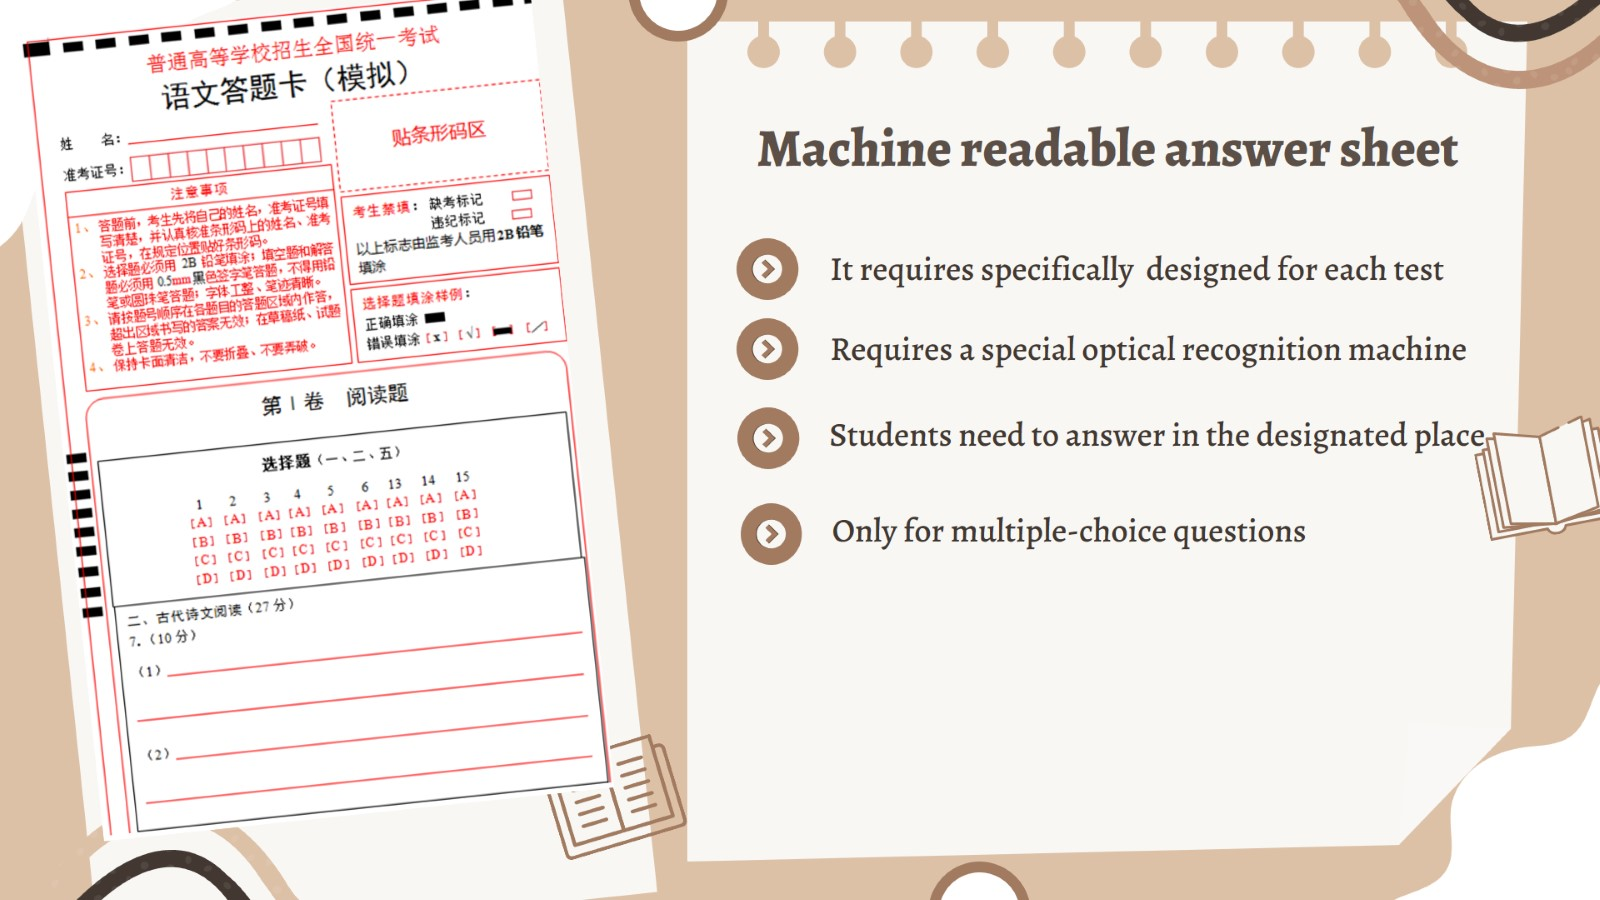 普通高等学校招生全国统一考试
语文答题卡（模拟）
姓 名：
准考证号：
贴条形码区
注意事项
1、答题前，考生先将自己的姓名，准考证号填
写清楚，并认真核准条形码上的姓名、准考
证号，在规定位置贴好条形码。
2、选择题必须用 2B 铅笔填涂；填空题和解答
题必须用 0.5mm黑色签字笔答题，不得用铅
笔或圆珠笔答题；字体工整、笔迹清晰。
3、请按题号顺序在各题目的答题区域内作答，
超出区域书写的答案无效；在草稿纸、试题
卷上答题无效。
4、保持卡面清洁，不要折叠、不要弄破。
考生禁填：缺考标记
违纪标记
以上标志由监考人员用2B铅笔
填涂
选择题填涂样例：
正确填涂
错误填涂 [x] [√] [/]
第 I 卷 阅读题
选择题（一、二、五）
1 2 3 4 5 6 13 14 15
[A] [A] [A] [A] [A] [A] [A] [A] [A]
[B] [B] [B] [B] [B] [B] [B] [B] [B]
[C] [C] [C] [C] [C] [C] [C] [C] [C]
[D] [D] [D] [D] [D] [D] [D] [D] [D]
二、古代诗文阅读（27 分）
7.（10 分）
（1）
（2）
Machine readable answer sheet
It requires specifically designed for each test
Requires a special optical recognition machine
Students need to answer in the designated place
Only for multiple-choice questions